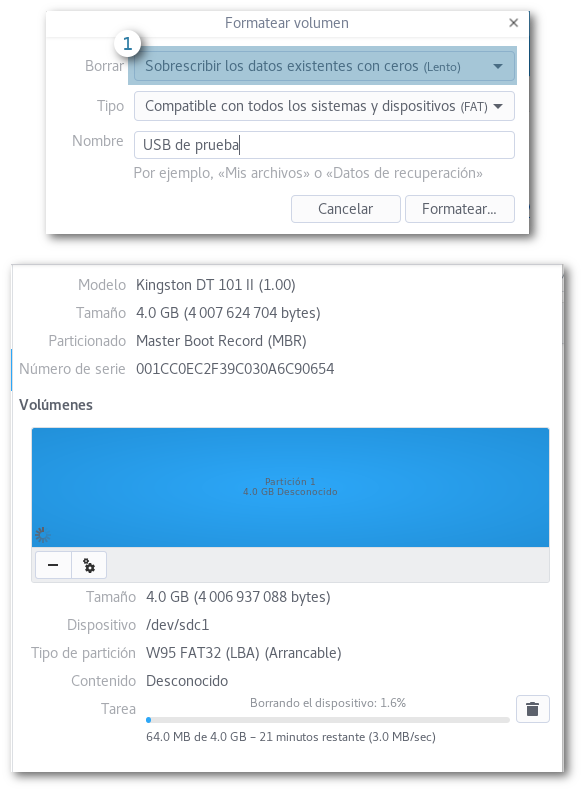 Formatear volumen
1
Borrar Sobrescribir los datos existentes con ceros (Lento)
Tipo Compatible con todos los sistemas y dispositivos (FAT)
Nombre USB de prueba
Por ejemplo, «Mis archivos» o «Datos de recuperación»
Cancelar Formatear...
Modelo Kingston DT 101 II (1.00)
Tamaño 4.0 GB (4 007 624 704 bytes)
Particionado Master Boot Record (MBR)
Número de serie 001CC0EC2F39C030A6C90654
Volúmenes
Partición 1
4.0 GB Desconocido
Tamaño 4.0 GB (4 006 937 088 bytes)
Dispositivo /dev/sdc1
Tipo de partición W95 FAT32 (LBA) (Arrancable)
Contenido Desconocido
Tarea Borrando el dispositivo: 1.6%
64.0 MB de 4.0 GB – 21 minutos restante (3.0 MB/sec)